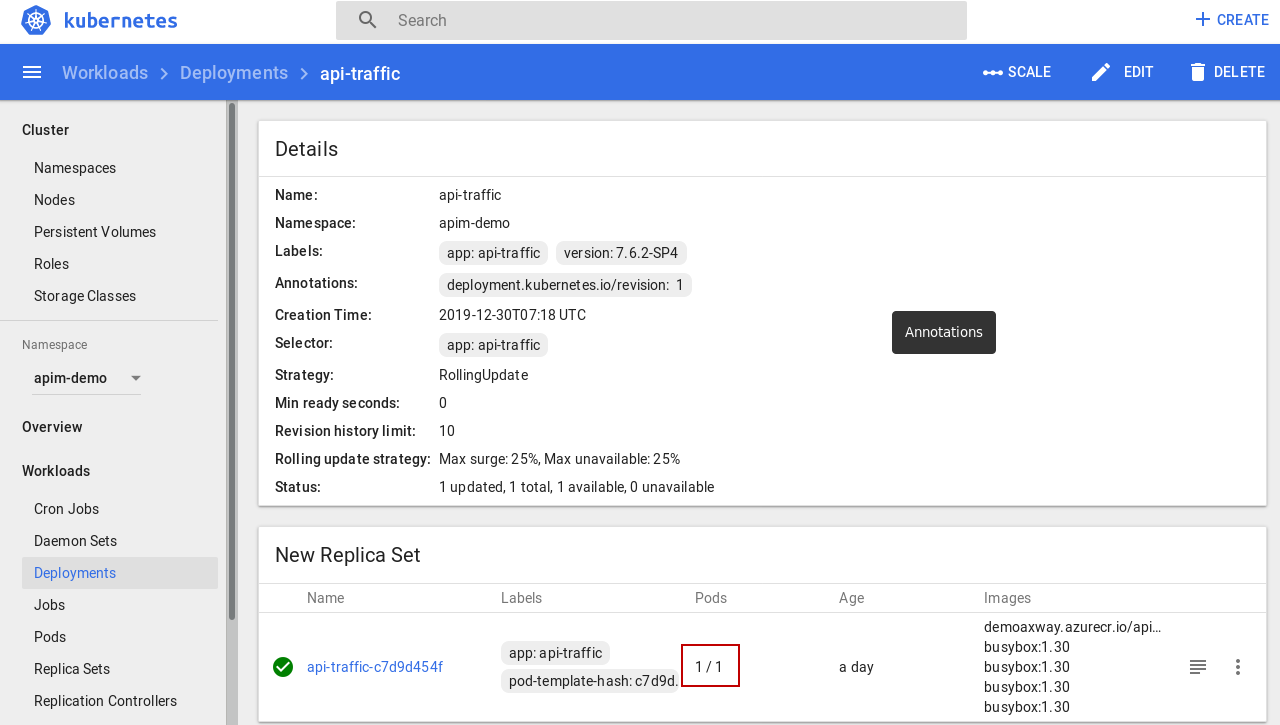 kubernetes
Search
CREATE
Workloads
Deployments
api-traffic
SCALE
EDIT
DELETE
Cluster
Namespaces
Nodes
Persistent Volumes
Roles
Storage Classes
Namespace
apim-demo
Overview
Workloads
Cron Jobs
Daemon Sets
Deployments
Jobs
Pods
Replica Sets
Replication Controllers
Details
Name: api-traffic
Namespace: apim-demo
Labels: app: api-traffic version: 7.6.2-SP4
Annotations: deployment.kubernetes.io/revision: 1
Creation Time: 2019-12-30T07:18 UTC
Annotations
Selector: app: api-traffic
Strategy: RollingUpdate
Min ready seconds: 0
Revision history limit: 10
Rolling update strategy: Max surge: 25%, Max unavailable: 25%
Status: 1 updated, 1 total, 1 available, 0 unavailable
New Replica Set
Name Labels Pods Age Images
api-traffic-c7d9d454f
app: api-traffic
pod-template-hash: c7d9d.
1 / 1
a day
demoaxway.azurecr.io/api…
busybox:1.30
busybox:1.30
busybox:1.30
busybox:1.30